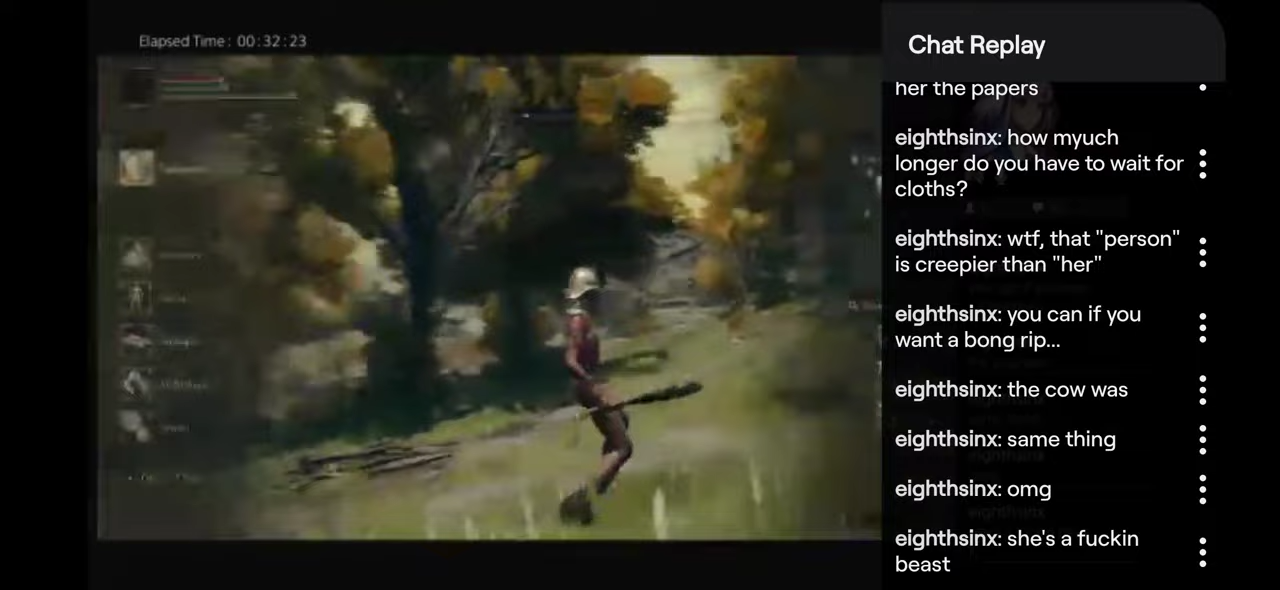 Elapsed Time : 00:32:23
Chat Replay
her the papers
eighthsinx: how myuch
longer do you have to wait for
cloths?
eighthsinx: wtf, that "person"
is creepier than "her"
eighthsinx: you can if you
want a bong rip...
eighthsinx: the cow was
eighthsinx: same thing
eighthsinx: omg
eighthsinx: she's a fuckin
beast